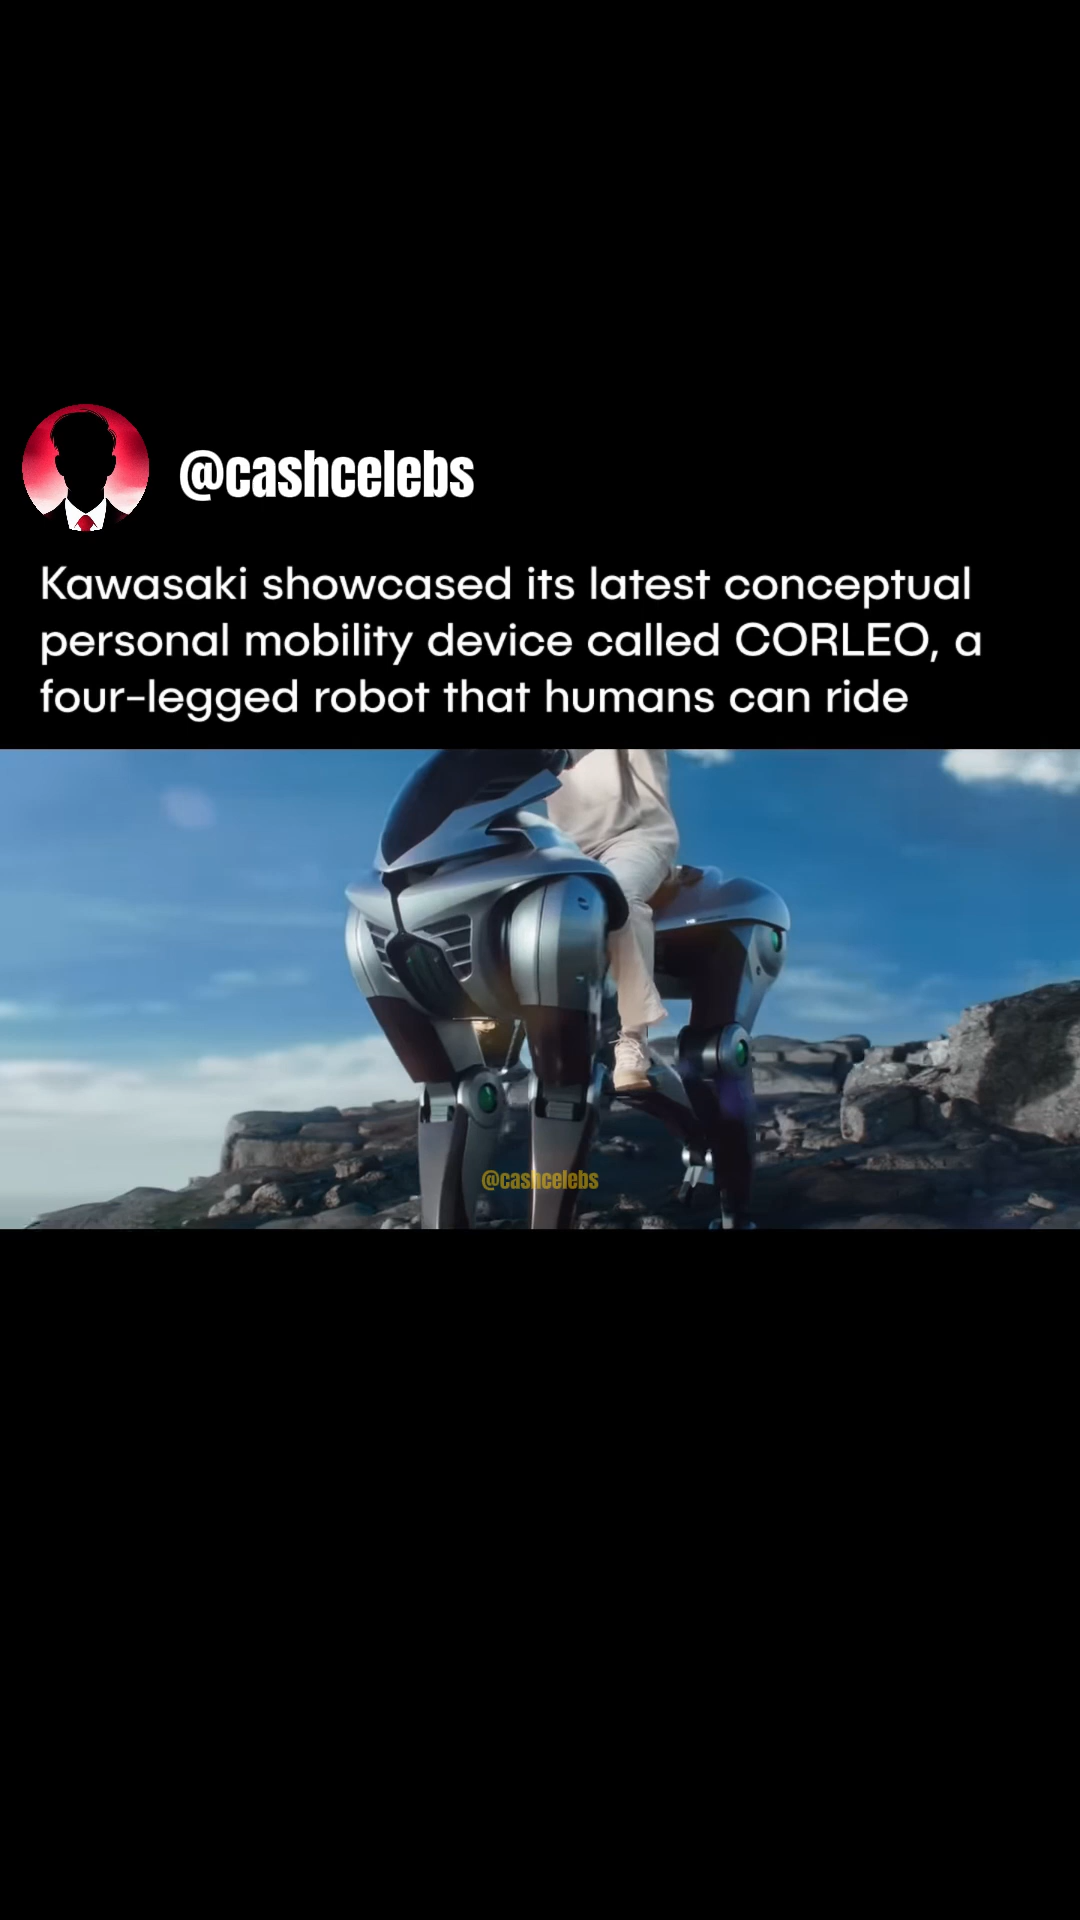 @cashcelebs
Kawasaki showcased its latest conceptual
personal mobility device called CORLEO, a
four-legged robot that humans can ride
@cashcelebs